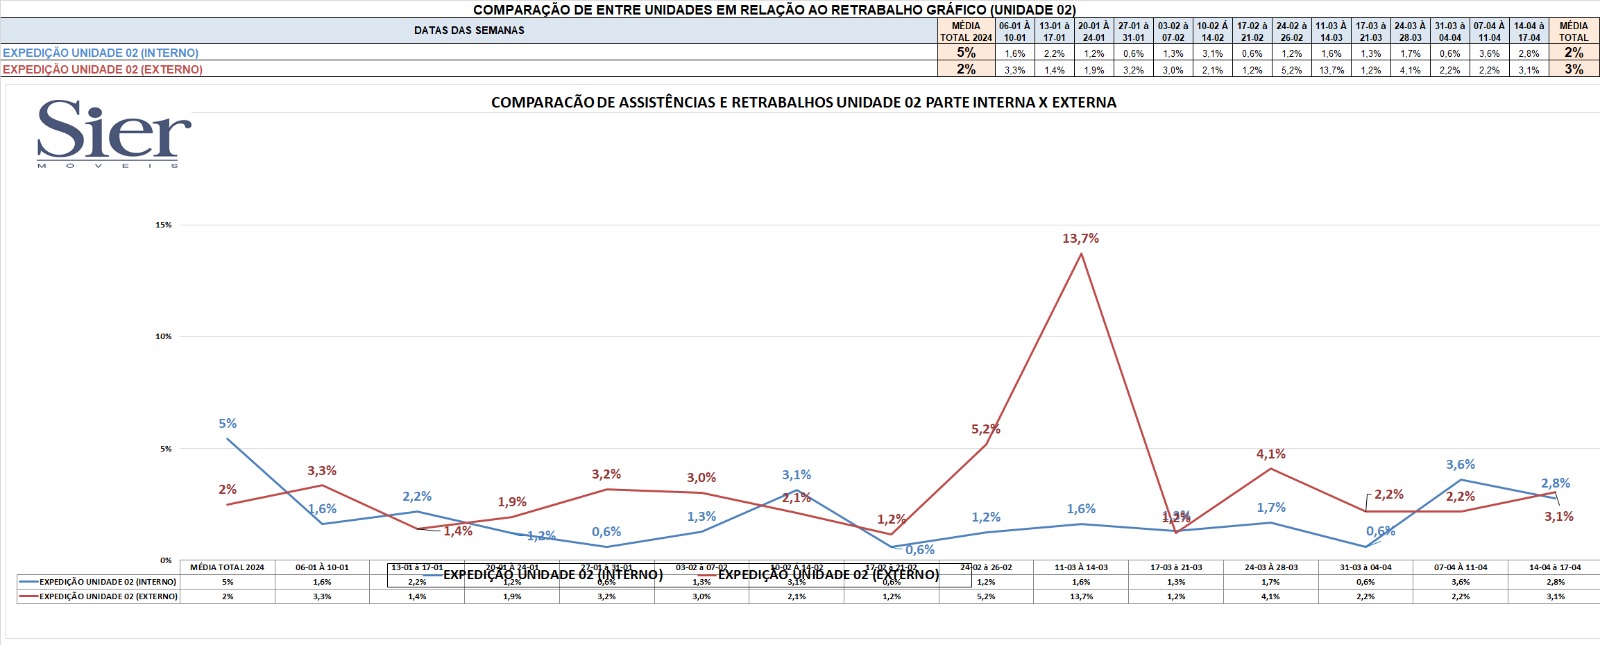 COMPARAÇÃO DE ENTRE UNIDADES EM RELAÇÃO AO RETRABALHO GRÁFICO (UNIDADE 02)
DATAS DAS SEMANAS MÉDIA TOTAL 2024 06-01 À 10-01 13-01 à 17-01 20-01 À 24-01 27-01 à 31-01 03-02 à 07-02 10-02 Á 14-02 17-02 à 21-02 24-02 à 26-02 11-03 À 14-03 17-03 à 21-03 24-03 À 28-03 31-03 à 04-04 07-04 À 11-04 14-04 à 17-04 MÉDIA TOTAL
EXPEDIÇÃO UNIDADE 02 (INTERNO) 5% 1,6% 2,2% 1,2% 0,6% 1,3% 3,1% 0,6% 1,2% 1,6% 1,3% 1,7% 0,6% 3,6% 2,8% 2%
EXPEDIÇÃO UNIDADE 02 (EXTERNO) 2% 3,3% 1,4% 1,9% 3,2% 3,0% 2,1% 1,2% 5,2% 13,7% 1,2% 4,1% 2,2% 2,2% 3,1% 3%
COMPARACÃO DE ASSISTÊNCIAS E RETRABALHOS UNIDADE 02 PARTE INTERNA X EXTERNA
Sier
MÓVEIS
15%
13,7%
10%
5%
5% 5,2% 4,1% 3,6%
3,3% 3,2% 3,0% 3,1% 2,8%
2% 2,2% 1,9% 2,1% 2,2% 2,2%
1,6% 1,3% 1,2% 1,2% 1,6% 1,3% 1,7% 3,1%
1,4% 1,2% 0,6% 0,6% 1,2% 0,6%
0%
MÉDIA TOTAL 2024 06-01 À 10-01 13-01 à 17-01 20-01 À 24-01 27-01 à 31-01 03-02 à 07-02 10-02 Á 14-02 17-02 à 21-02 24-02 à 26-02 11-03 À 14-03 17-03 à 21-03 24-03 À 28-03 31-03 à 04-04 07-04 À 11-04 14-04 à 17-04
EXPEDIÇÃO UNIDADE 02 (INTERNO) EXPEDIÇÃO UNIDADE 02 (EXTERNO)
EXPEDIÇÃO UNIDADE 02 (INTERNO) 5% 1,6% 2,2% 1,2% 0,6% 1,3% 3,1% 0,6% 1,2% 1,6% 1,3% 1,7% 0,6% 3,6% 2,8%
EXPEDIÇÃO UNIDADE 02 (EXTERNO) 2% 3,3% 1,4% 1,9% 3,2% 3,0% 2,1% 1,2% 5,2% 13,7% 1,2% 4,1% 2,2% 2,2% 3,1%